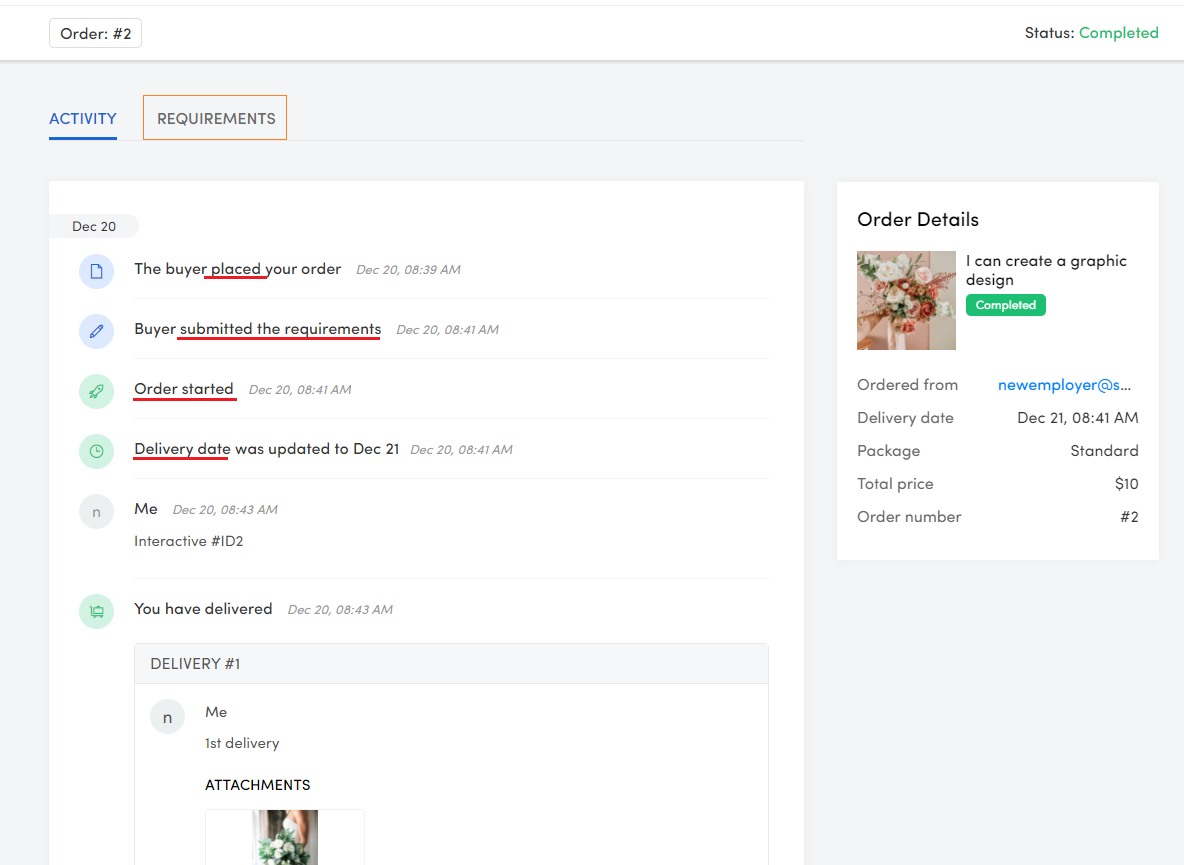 Order: #2
Status: Completed
ACTIVITY
REQUIREMENTS
Dec 20
The buyer placed your order Dec 20, 08:39 AM
Buyer submitted the requirements Dec 20, 08:41 AM
Order started Dec 20, 08:41 AM
Delivery date was updated to Dec 21 Dec 20, 08:41 AM
n
Me Dec 20, 08:43 AM
Interactive #ID2
You have delivered Dec 20, 08:43 AM
DELIVERY #1
n
Me
1st delivery
ATTACHMENTS
Order Details
I can create a graphic
design
Completed
Ordered from newemployer@s...
Delivery date Dec 21, 08:41 AM
Package Standard
Total price $10
Order number #2